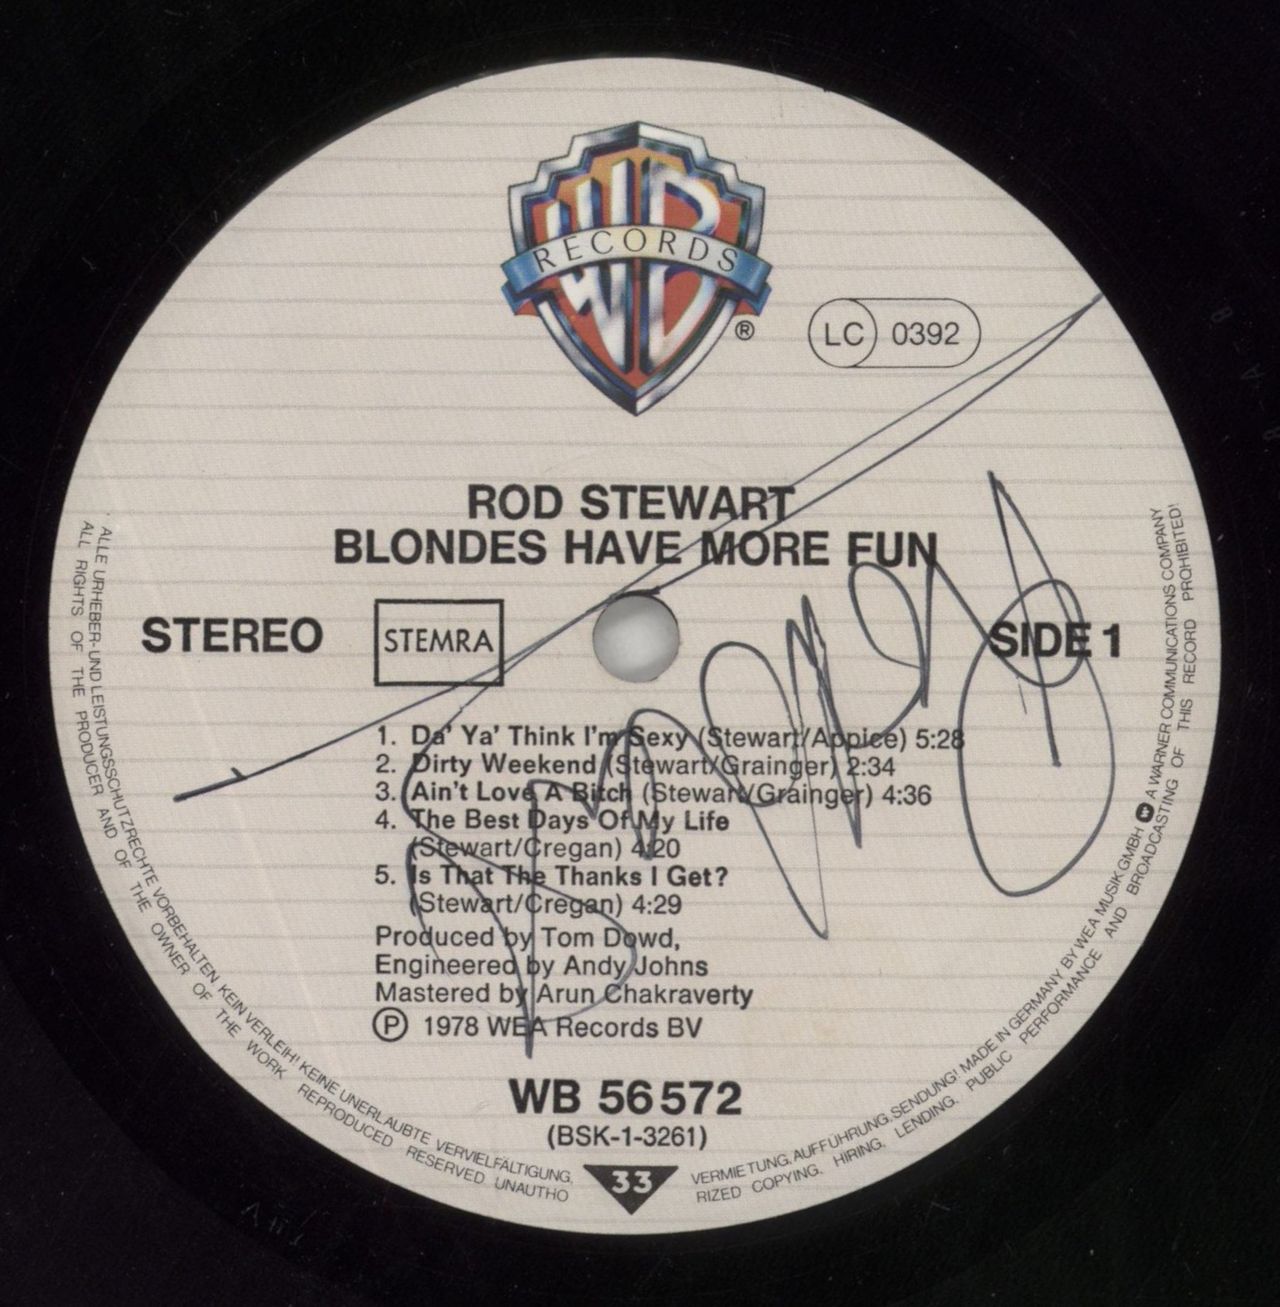 WB
RECORDS
®
LC 0392
ROD STEWART
BLONDES HAVE MORE FUN
STEREO
STEMRA
SIDE 1
1. Da' Ya' Think I'm Sexy (Stewart/Appice) 5:28
2. Dirty Weekend (Stewart/Grainger) 2:34
3. Ain't Love A Bitch (Stewart/Grainger) 4:36
4. The Best Days Of My Life
(Stewart/Cregan) 4:20
5. Is That The Thanks I Get?
(Stewart/Cregan) 4:29
Produced by Tom Dowd,
Engineered by Andy Johns
Mastered by Arun Chakraverty
Ⓟ 1978 WEA Records BV
WB 56 572
(BSK-1-3261)
33
ALLE URHEBER- UND LEISTUNGSSCHUTZRECHTE VORBEHALTEN KEIN VERLEIH! KEINE UNERLAUBTE VERVIELFÄLTIGUNG, VERMIETUNG, AUFFÜHRUNG, SENDUNG! MADE IN GERMANY BY WEA MUSIK GMBH A WARNER COMMUNICATIONS COMPANY
ALL RIGHTS OF THE PRODUCER AND OF THE OWNER OF THE WORK REPRODUCED RESERVED UNAUTHORIZED COPYING, HIRING, LENDING, PUBLIC PERFORMANCE AND BROADCASTING OF THIS RECORD PROHIBITED!